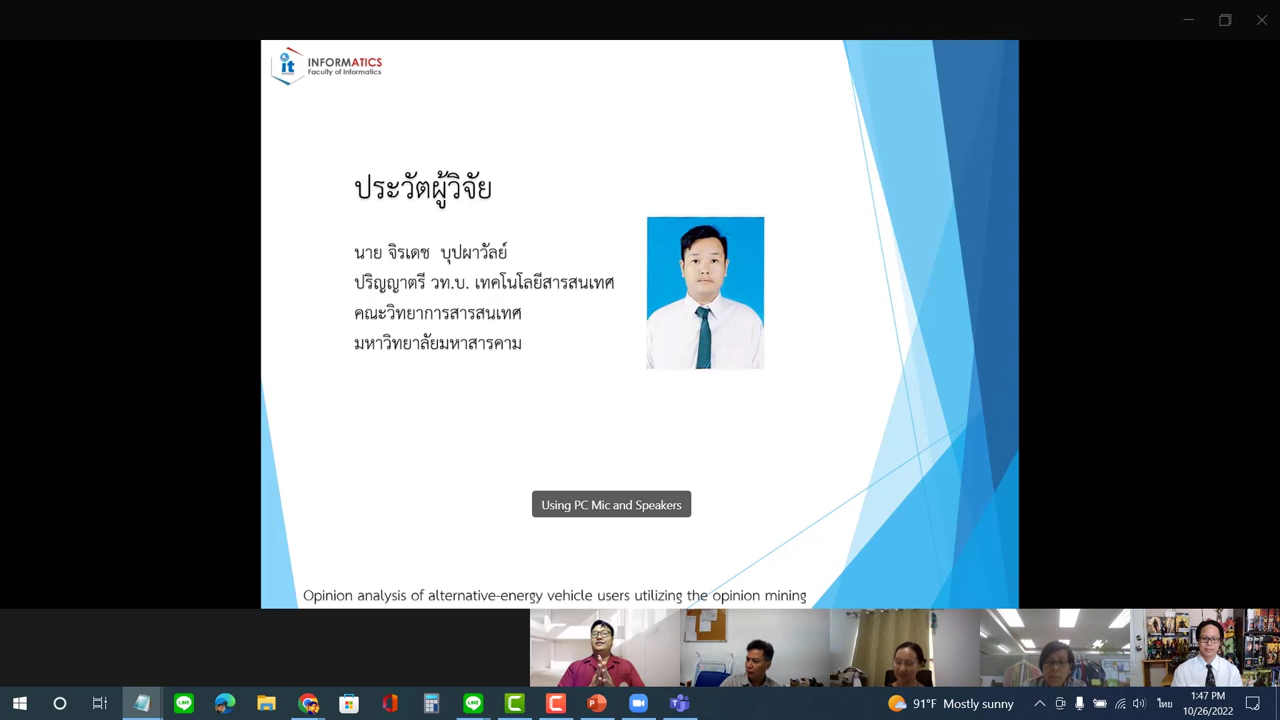 it
INFORMATICS
Faculty of Informatics
ประวัตผู้วิจัย
นาย จิรเดช บุปผาวัลย์
ปริญญาตรี วท.บ. เทคโนโลยีสารสนเทศ
คณะวิทยาการสารสนเทศ
มหาวิทยาลัยมหาสารคาม
Using PC Mic and Speakers
Opinion analysis of alternative-energy vehicle users utilizing the opinion mining
91°F Mostly sunny
ไทย
1:47 PM
10/26/2022